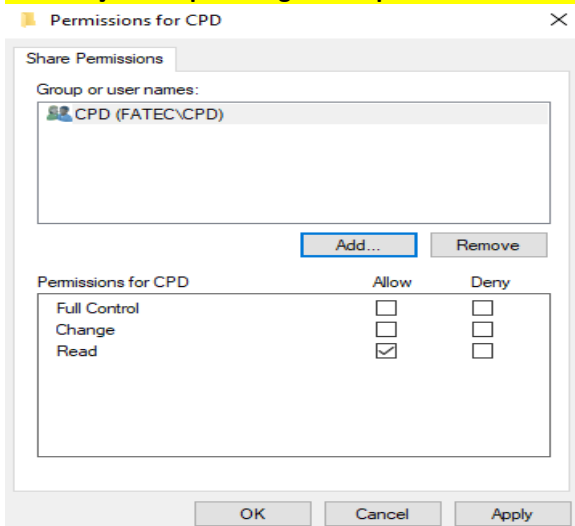 Permissions for CPD
Share Permissions
Group or user names:
CPD (FATEC\CPD)
Add... Remove
Permissions for CPD Allow Deny
Full Control
Change
Read
OK Cancel Apply